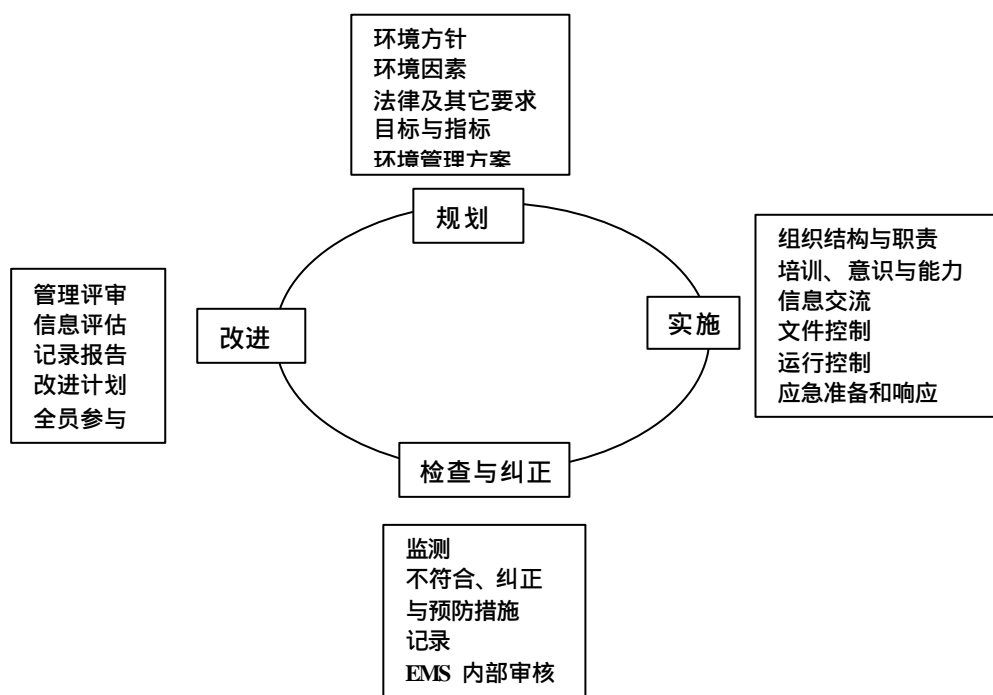 环境方针
环境因素
法律及其它要求
目标与指标
环境管理方案
规划
组织结构与职责
培训、意识与能力
信息交流
文件控制
运行控制
应急准备和响应
实施
管理评审
信息评估
记录报告
改进计划
全员参与
改进
检查与纠正
监测
不符合、纠正
与预防措施
记录
EMS 内部审核